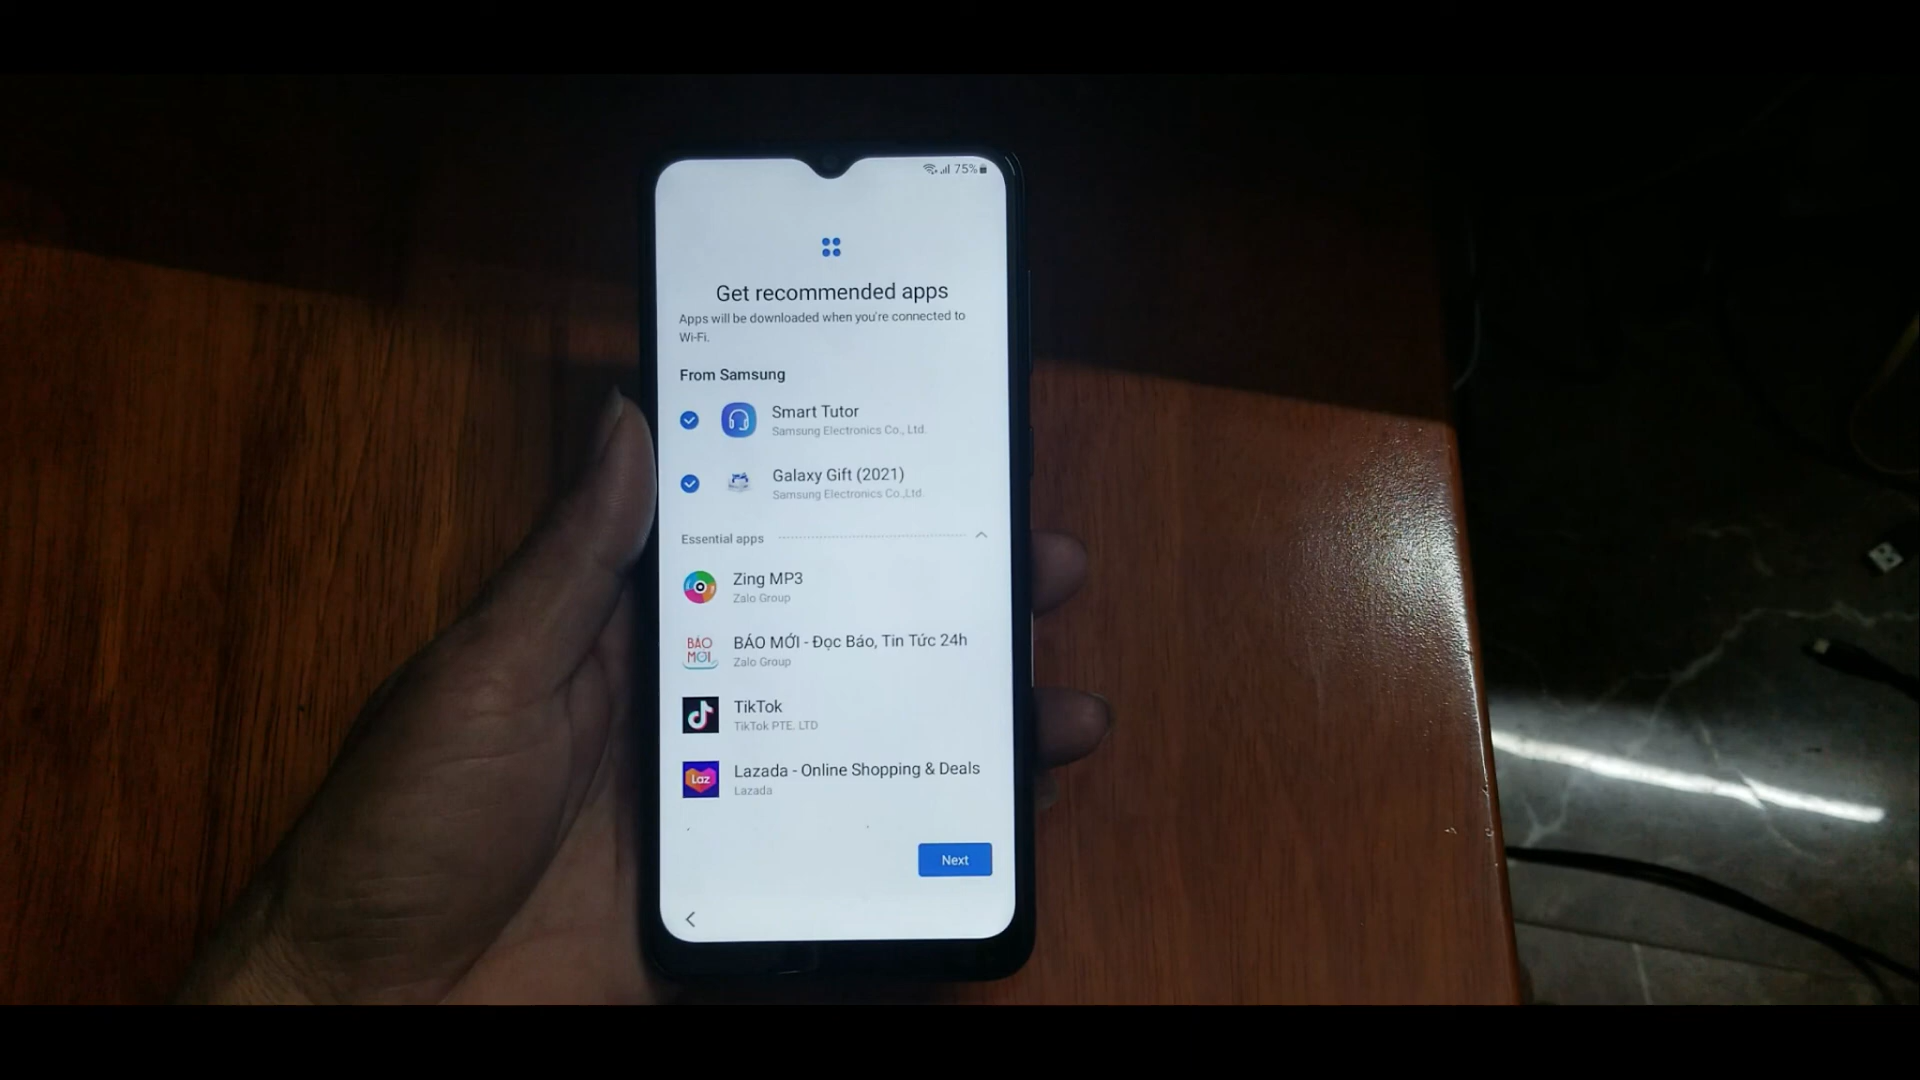 75%
Get recommended apps
Apps will be downloaded when you're connected to
Wi-Fi.
From Samsung
Smart Tutor
Samsung Electronics Co., Ltd.
Galaxy Gift (2021)
Samsung Electronics Co.,Ltd.
Essential apps
Zing MP3
Zalo Group
BÁO
MỚI
BÁO MỚI - Đọc Báo, Tin Tức 24h
Zalo Group
TikTok
TikTok PTE. LTD
Laz
Lazada - Online Shopping & Deals
Lazada
Next